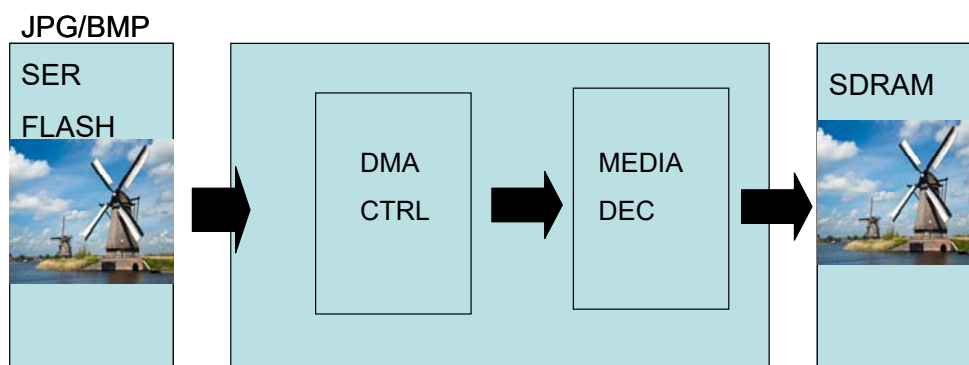 JPG/BMP
SER
FLASH
DMA
CTRL
MEDIA
DEC
SDRAM